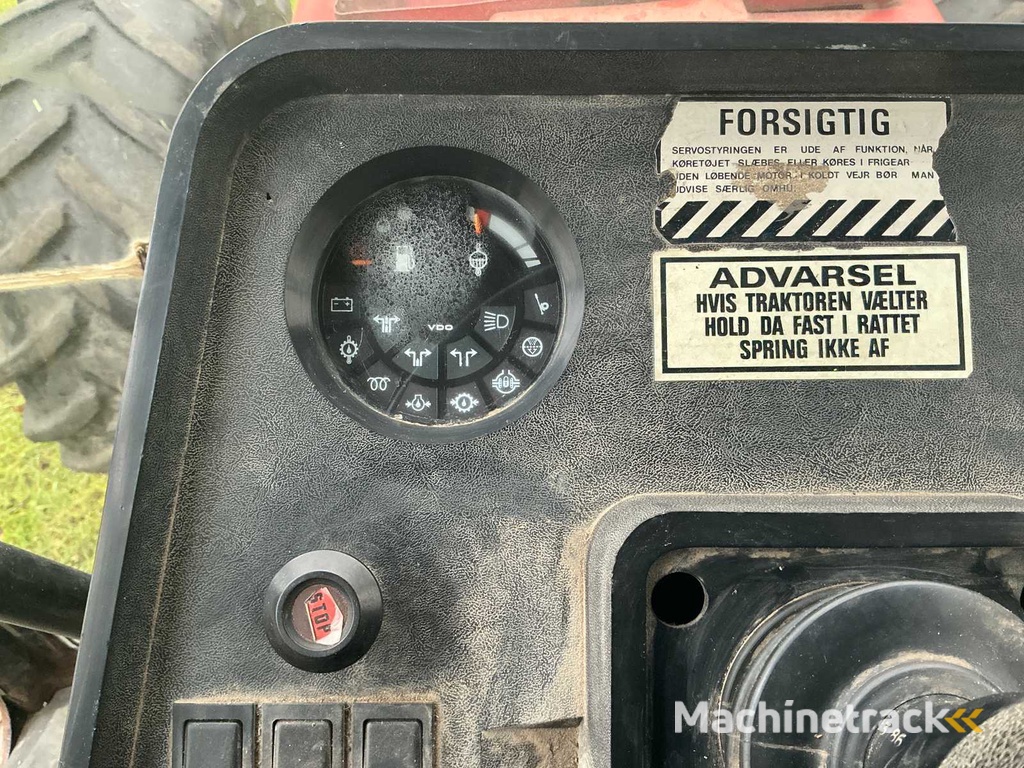 FORSIGTIG
SERVOSTYRINGEN ER UDE AF FUNKTION, NÅR
KØRETØJET SLÆBES ELLER KØRES I FRIGEAR
UDEN LØBENDE MOTOR. I KOLDT VEJR BØR MAN
UDVISE SÆRLIG OMHU.
ADVARSEL
HVIS TRAKTOREN VÆLTER
HOLD DA FAST I RATTET
SPRING IKKE AF
VDO
STOP
Machinetrack